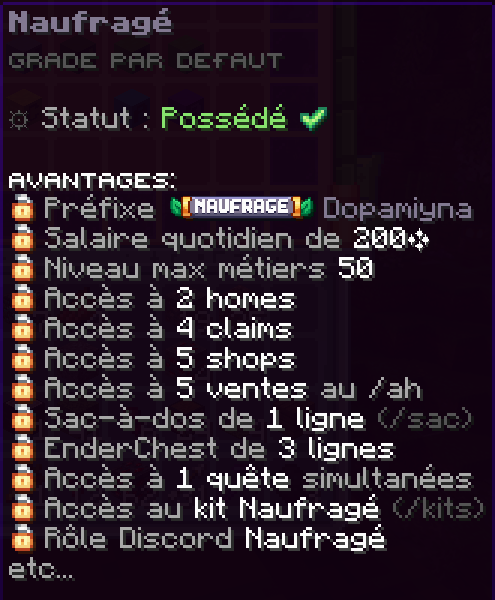 Naufragé
GRADE PAR DEFAUT
Statut : Possédé ✔
AVANTAGES:
Préfixe NAUFRAGE Dopamiyna
Salaire quotidien de 200
Niveau max métiers 50
Accès à 2 homes
Accès à 4 claims
Accès à 5 shops
Accès à 5 ventes au /ah
Sac-à-dos de 1 ligne (/sac)
EnderChest de 3 lignes
Accès à 1 quête simultanées
Accès au kit Naufragé (/kits)
Rôle Discord Naufragé
etc...